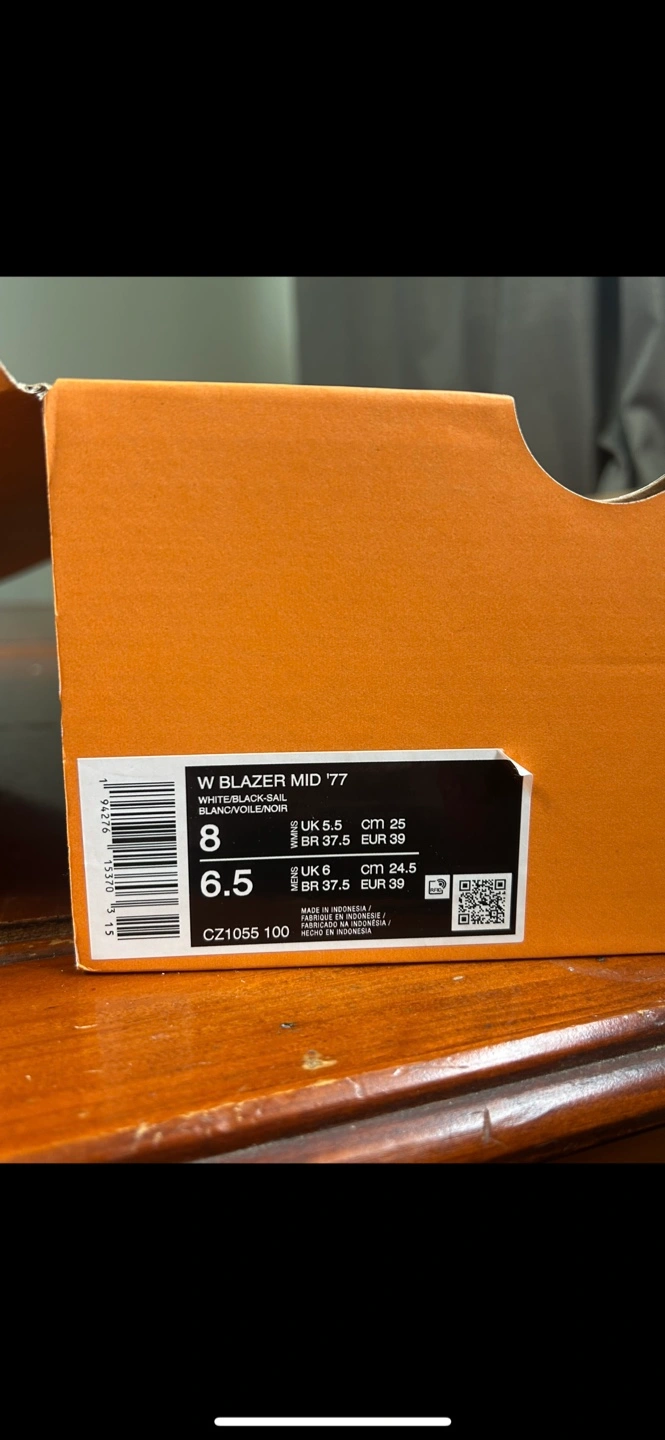 W BLAZER MID '77
WHITE/BLACK-SAIL
BLANC/VOILE/NOIR
8 WMNS UK 5.5 cm 25
BR 37.5 EUR 39
6.5 MENS UK 6 cm 24.5
BR 37.5 EUR 39
CZ1055 100
MADE IN INDONESIA /
FABRIQUE EN INDONESIE /
FABRICADO NA INDONÉSIA /
HECHO EN INDONESIA
RFID
1 94276 15370 3 15